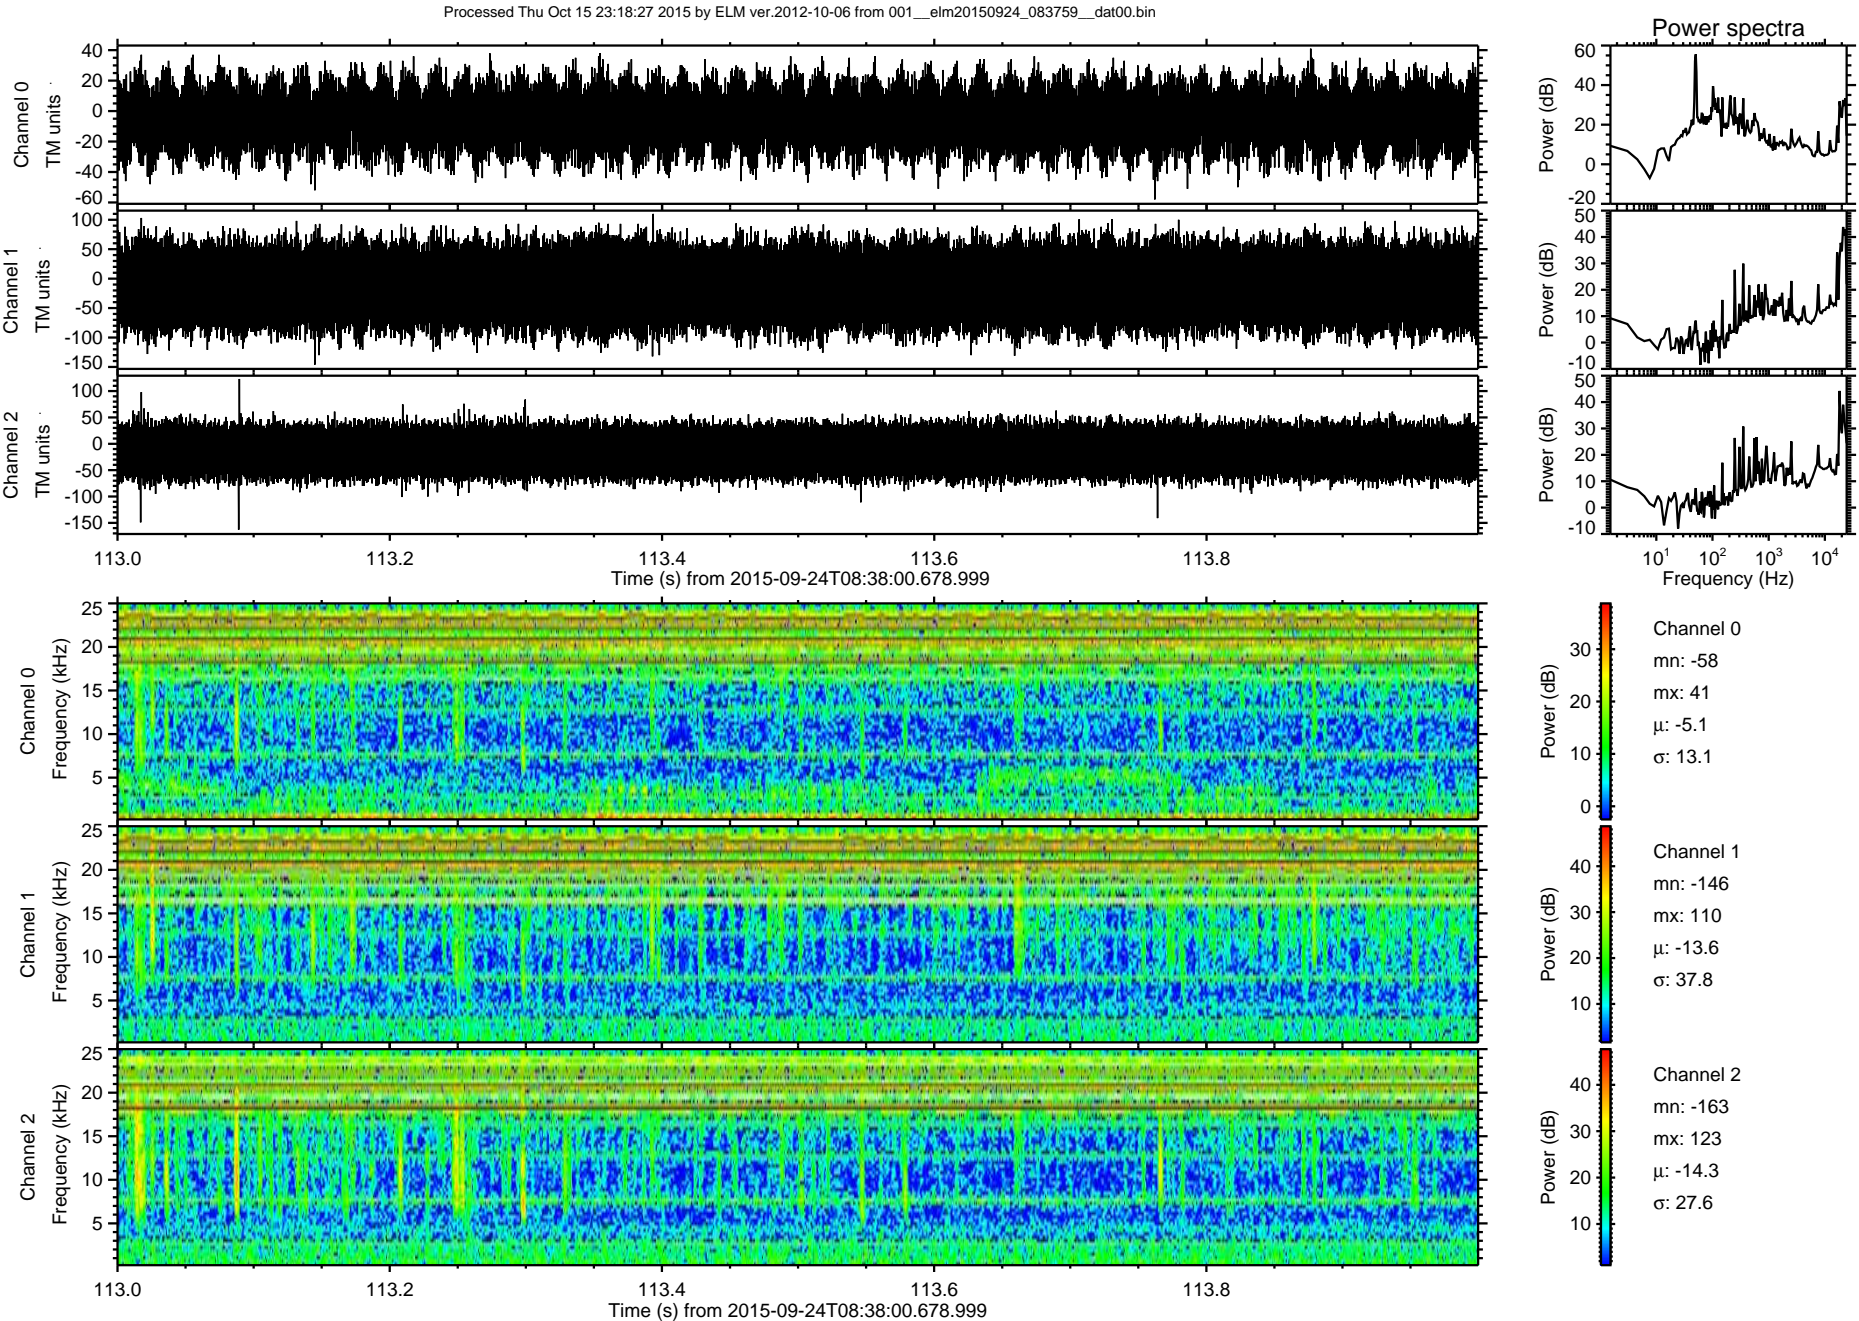 Processed Thu Oct 15 23:18:27 2015 by ELM ver.2012-10-06 from 001__elm20150924_083759__dat00.bin
Power spectra
Channel 0
TM units
40
20
0
-20
-40
-60
Power (dB)
60
40
20
0
-20
Channel 1
TM units
100
50
0
-50
-100
-150
Power (dB)
50
40
30
20
10
0
-10
Channel 2
TM units
100
50
0
-50
-100
-150
Power (dB)
50
40
30
20
10
0
-10
113.0 113.2 113.4 113.6 113.8
Time (s) from 2015-09-24T08:38:00.678.999
10^1 10^2 10^3 10^4
Frequency (Hz)
Channel 0
Frequency (kHz)
25
20
15
10
5
Power (dB)
30
20
10
0
Channel 0
mn: -58
mx: 41
μ: -5.1
σ: 13.1
Channel 1
Frequency (kHz)
25
20
15
10
5
Power (dB)
40
30
20
10
Channel 1
mn: -146
mx: 110
μ: -13.6
σ: 37.8
Channel 2
Frequency (kHz)
25
20
15
10
5
Power (dB)
40
30
20
10
Channel 2
mn: -163
mx: 123
μ: -14.3
σ: 27.6
113.0 113.2 113.4 113.6 113.8
Time (s) from 2015-09-24T08:38:00.678.999